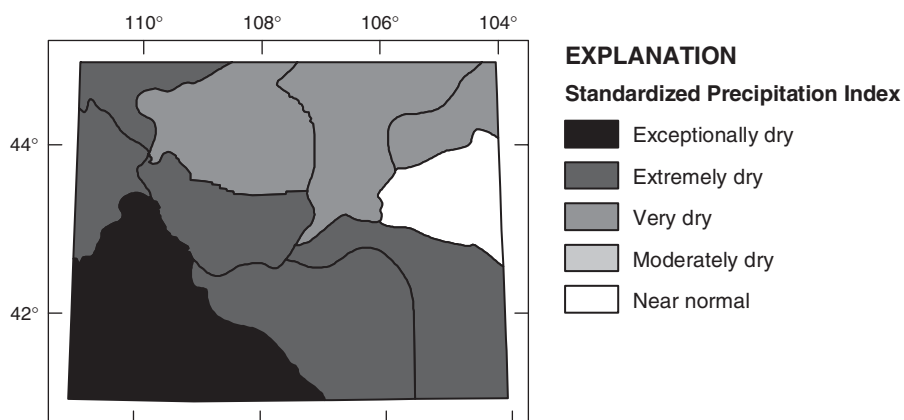 110° 108° 106° 104°
44°
42°
EXPLANATION
Standardized Precipitation Index
Exceptionally dry
Extremely dry
Very dry
Moderately dry
Near normal